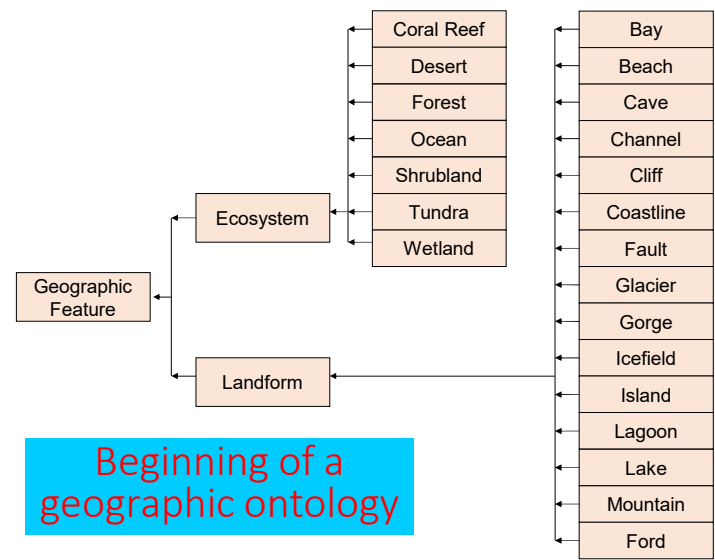 Geographic
Feature
Ecosystem
Landform
Coral Reef
Desert
Forest
Ocean
Shrubland
Tundra
Wetland
Bay
Beach
Cave
Channel
Cliff
Coastline
Fault
Glacier
Gorge
Icefield
Island
Lagoon
Lake
Mountain
Ford
Beginning of a
geographic ontology